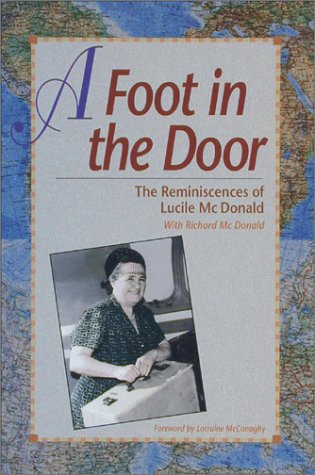 A Foot in
the Door
The Reminiscences of
Lucile Mc Donald
With Richard Mc Donald
Foreword by Lorraine McConaghy